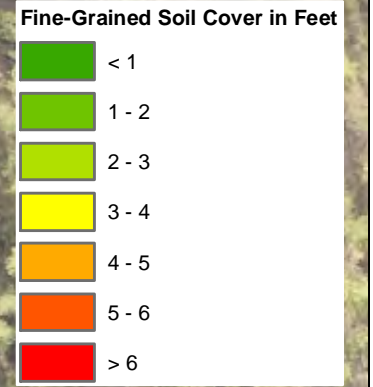 Fine-Grained Soil Cover in Feet
< 1
1 - 2
2 - 3
3 - 4
4 - 5
5 - 6
> 6